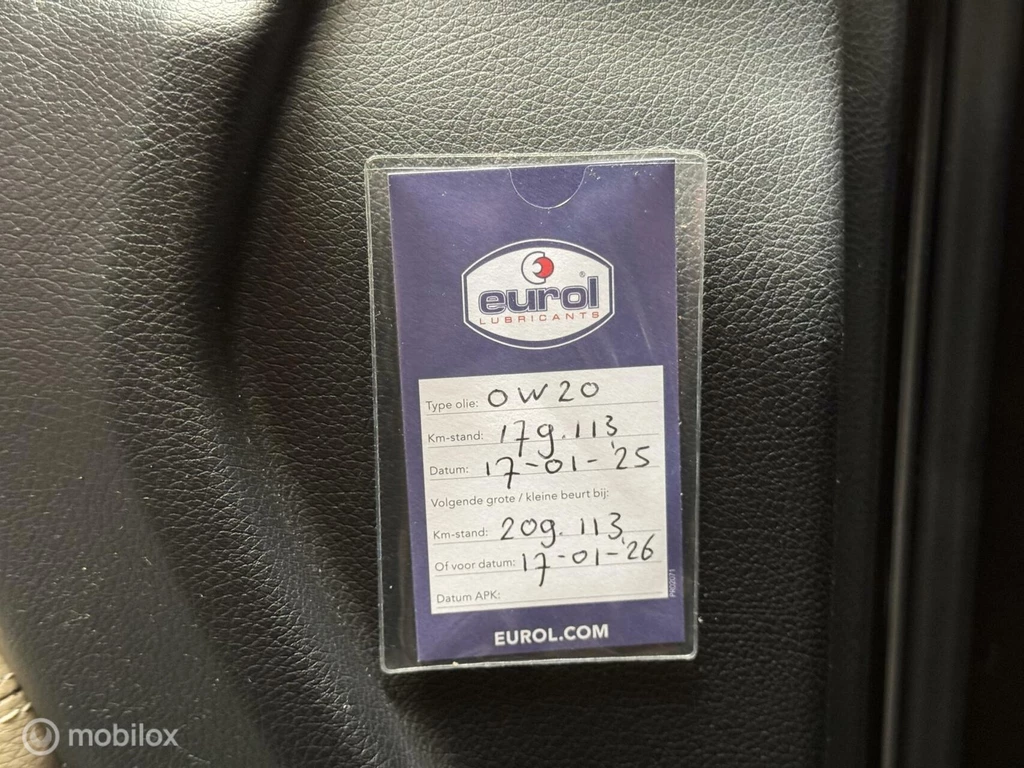 eurol®
LUBRICANTS
Type olie: 0W20
Km-stand: 179.113
Datum: 17-01-'25
Volgende grote / kleine beurt bij:
Km-stand: 209.113
Of voor datum: 17-01-'26
Datum APK:
PR02071
EUROL.COM
mobilox